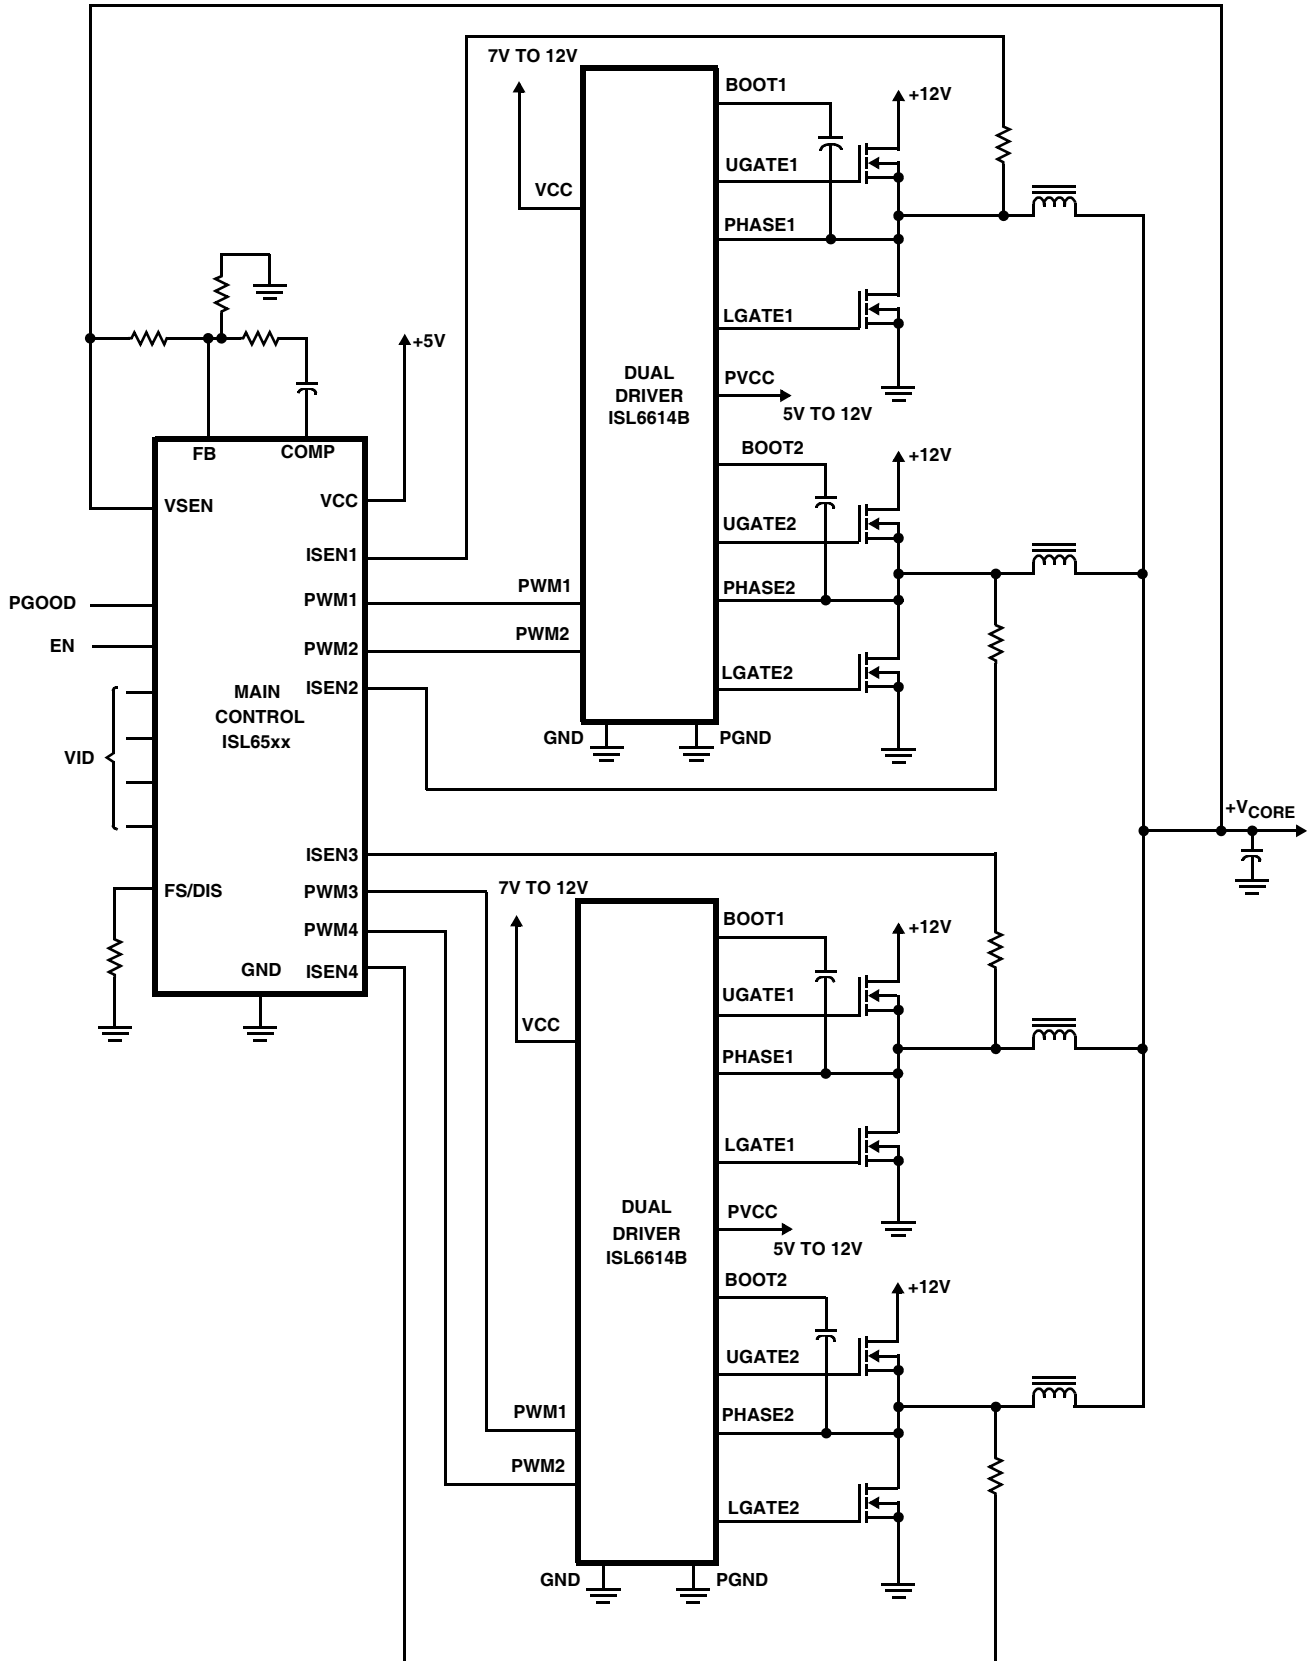 7V TO 12V
BOOT1
+12V
UGATE1
VCC
PHASE1
LGATE1
+5V
DUAL
DRIVER
ISL6614B
PVCC
5V TO 12V
BOOT2
+12V
UGATE2
PHASE2
LGATE2
PWM1
PWM2
GND
PGND
FB
COMP
VSEN
VCC
ISEN1
PGOOD
PWM1
EN
PWM2
ISEN2
MAIN
CONTROL
ISL65xx
VID
+VCORE
ISEN3
FS/DIS
PWM3
PWM4
GND
ISEN4
7V TO 12V
BOOT1
+12V
UGATE1
VCC
PHASE1
LGATE1
DUAL
DRIVER
ISL6614B
PVCC
5V TO 12V
BOOT2
+12V
UGATE2
PWM1
PHASE2
PWM2
LGATE2
GND
PGND